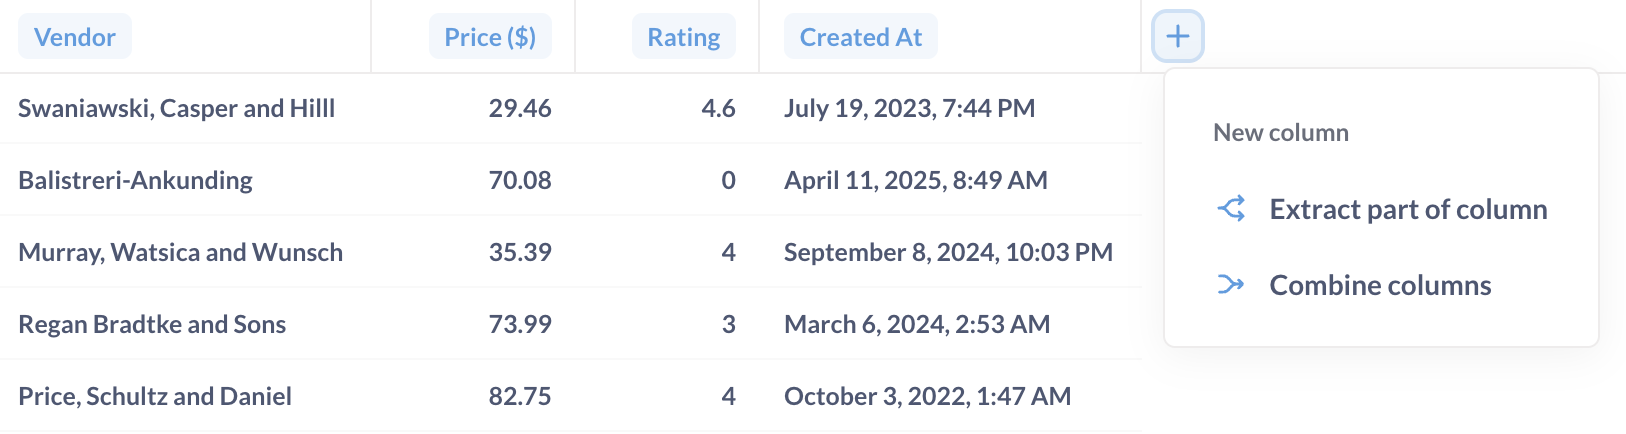 Vendor Price ($) Rating Created At
Swaniawski, Casper and Hilll 29.46 4.6 July 19, 2023, 7:44 PM
Balistreri-Ankunding 70.08 0 April 11, 2025, 8:49 AM
Murray, Watsica and Wunsch 35.39 4 September 8, 2024, 10:03 PM
Regan Bradtke and Sons 73.99 3 March 6, 2024, 2:53 AM
Price, Schultz and Daniel 82.75 4 October 3, 2022, 1:47 AM
New column
Extract part of column
Combine columns